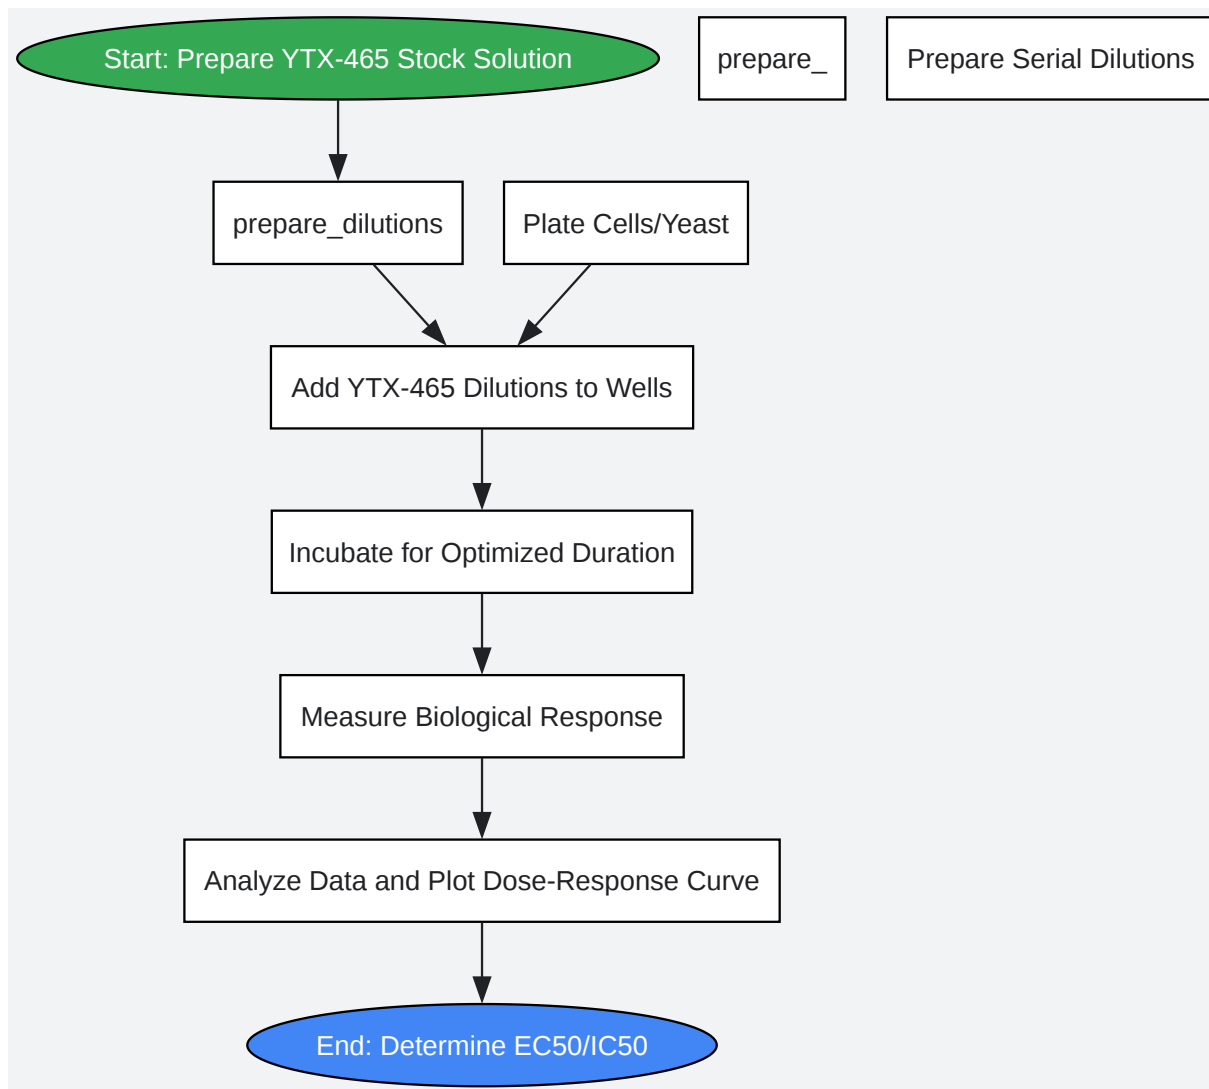 Start: Prepare YTX-465 Stock Solution
prepare_
Prepare Serial Dilutions
prepare_dilutions
Plate Cells/Yeast
Add YTX-465 Dilutions to Wells
Incubate for Optimized Duration
Measure Biological Response
Analyze Data and Plot Dose-Response Curve
End: Determine EC50/IC50